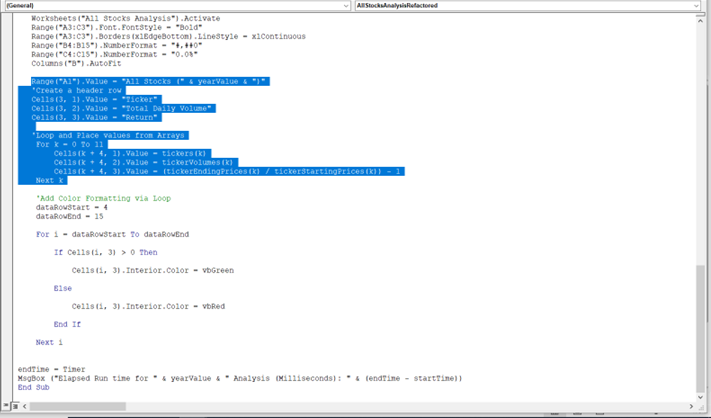 (General)
AllStocksAnalysisRefactored
Worksheets("All Stocks Analysis").Activate
Range("A3:C3").Font.FontStyle = "Bold"
Range("A3:C3").Borders(xlEdgeBottom).LineStyle = xlContinuous
Range("B4:B15").NumberFormat = "#,##0"
Range("C4:C15").NumberFormat = "0.0%"
Columns("B").AutoFit
Range("A1").Value = "All Stocks (" & yearValue & ")"
'Create a header row
Cells(3, 1).Value = "Ticker"
Cells(3, 2).Value = "Total Daily Volume"
Cells(3, 3).Value = "Return"
'Loop and Place values from Arrays
For k = 0 To 11
Cells(k + 4, 1).Value = tickers(k)
Cells(k + 4, 2).Value = tickerVolumes(k)
Cells(k + 4, 3).Value = (tickerEndingPrices(k) / tickerStartingPrices(k)) - 1
Next k
'Add Color Formatting via Loop
dataRowStart = 4
dataRowEnd = 15
For i = dataRowStart To dataRowEnd
If Cells(i, 3) > 0 Then
Cells(i, 3).Interior.Color = vbGreen
Else
Cells(i, 3).Interior.Color = vbRed
End If
Next i
endTime = Timer
MsgBox ("Elapsed Run time for " & yearValue & " Analysis (Milliseconds): " & (endTime - startTime))
End Sub